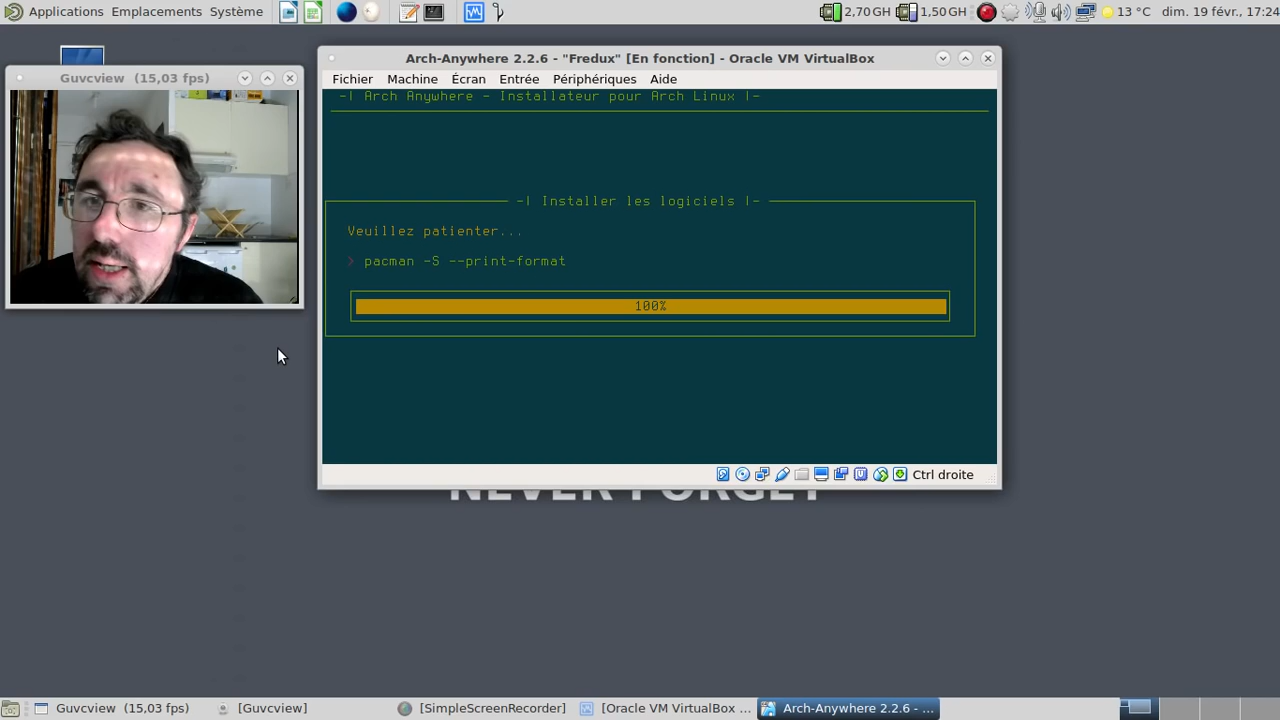 Applications Emplacements Système
2,70 GH 1,50 GH 13 °C dim. 19 févr., 17:24
Guvcview (15,03 fps)
Arch-Anywhere 2.2.6 - "Fredux" [En fonction] - Oracle VM VirtualBox
Fichier Machine Écran Entrée Périphériques Aide
-| Arch Anywhere - Installateur pour Arch Linux |-
-| Installer les logiciels |-
Veuillez patienter...
> pacman -S --print-format
100%
Ctrl droite
NEVER FORGET
Guvcview (15,03 fps) [Guvcview] [SimpleScreenRecorder] [Oracle VM VirtualBox ... Arch-Anywhere 2.2.6 - ...